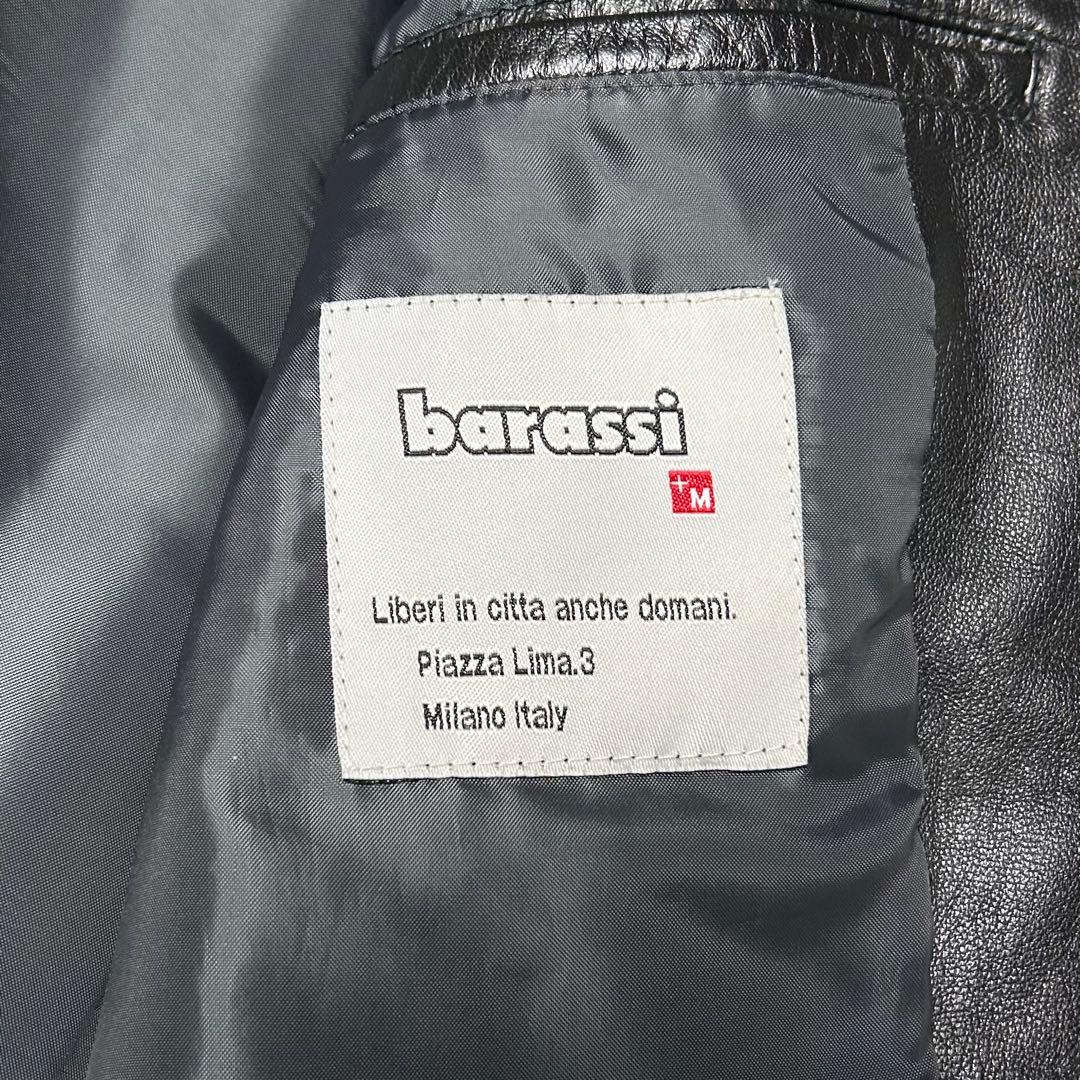 barassi
+M
Liberi in citta anche domani.
Piazza Lima.3
Milano Italy